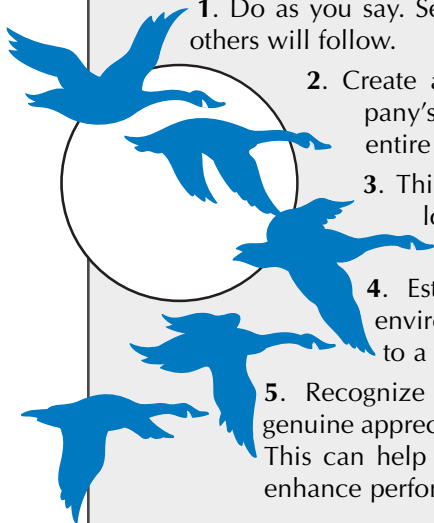 1. Do as you say. Se
others will follow.
2. Create a
pany's
entire
3. Thi
lo
4. Est
enviro
to a
5. Recognize
genuine apprec
This can help
enhance perfor